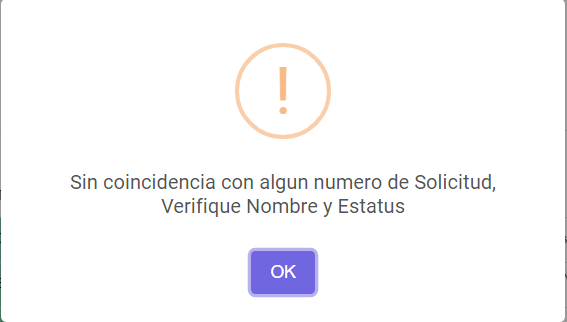 !
Sin coincidencia con algun numero de Solicitud,
Verifique Nombre y Estatus
OK